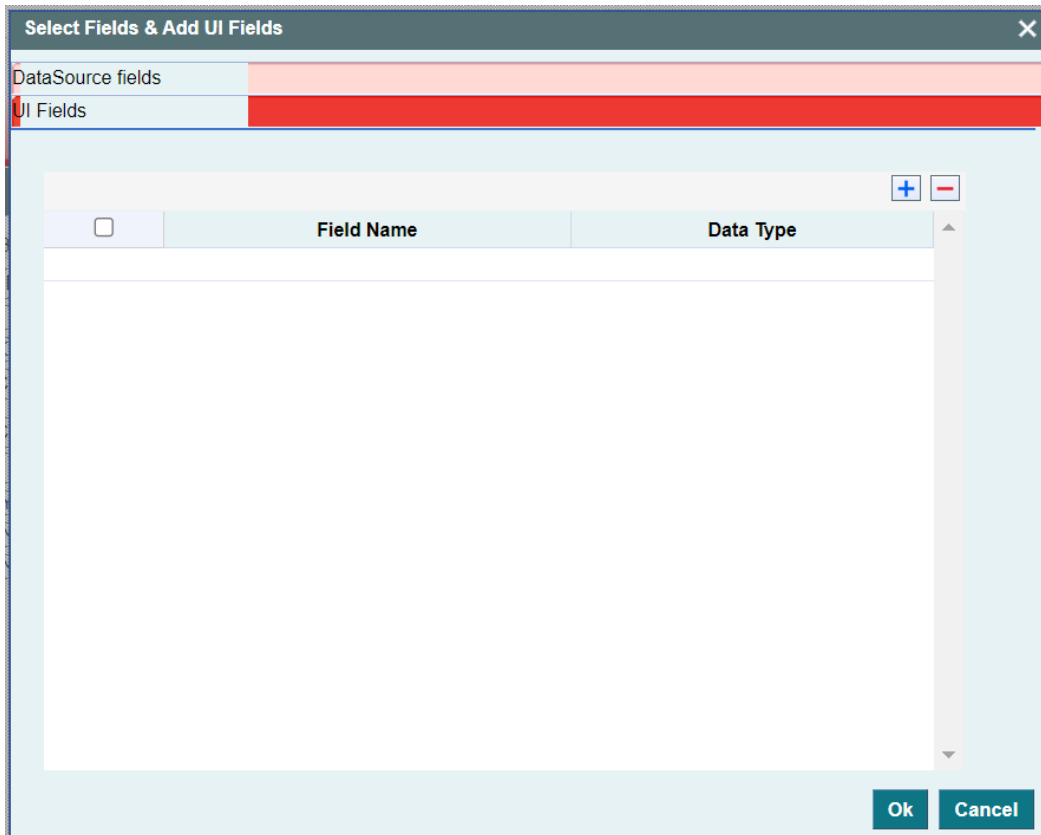 Select Fields & Add UI Fields
DataSource fields
UI Fields
Field Name Data Type
Ok Cancel